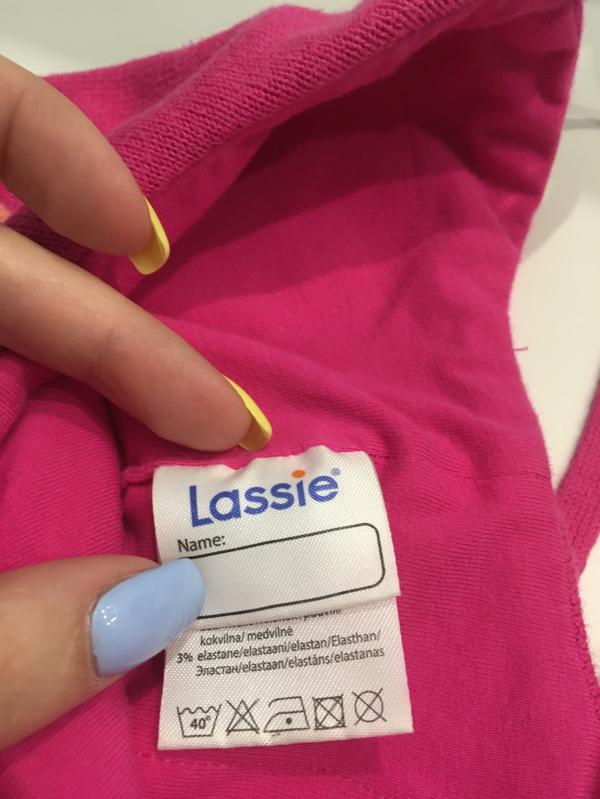 Lassie®
Name:
kokvilna/ medvilnė
3% elastane/elastaani/elastan/Elasthan/
Эластан/elastaan/elastāns/elastanas
40°